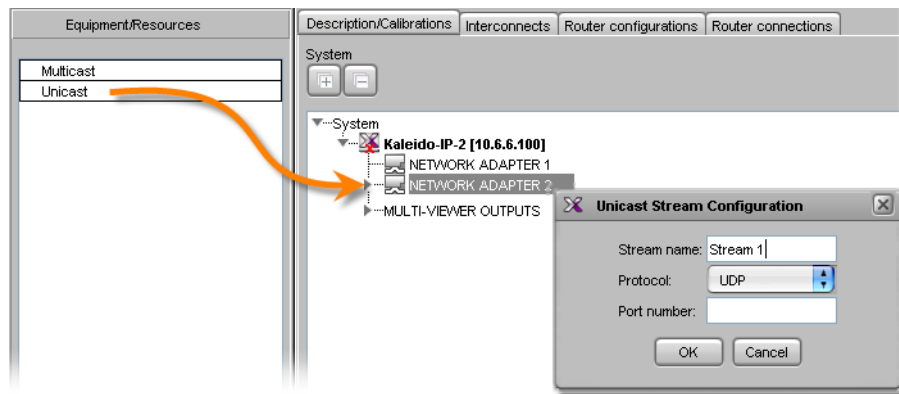 Equipment/Resources
Multicast
Unicast
Description/Calibrations
Interconnects
Router configurations
Router connections
System
System
Kaleido-IP-2 [10.6.6.100]
NETWORK ADAPTER 1
NETWORK ADAPTER 2
MULTI-VIEWER OUTPUTS
Unicast Stream Configuration
Stream name: Stream 1
Protocol: UDP
Port number:
OK
Cancel